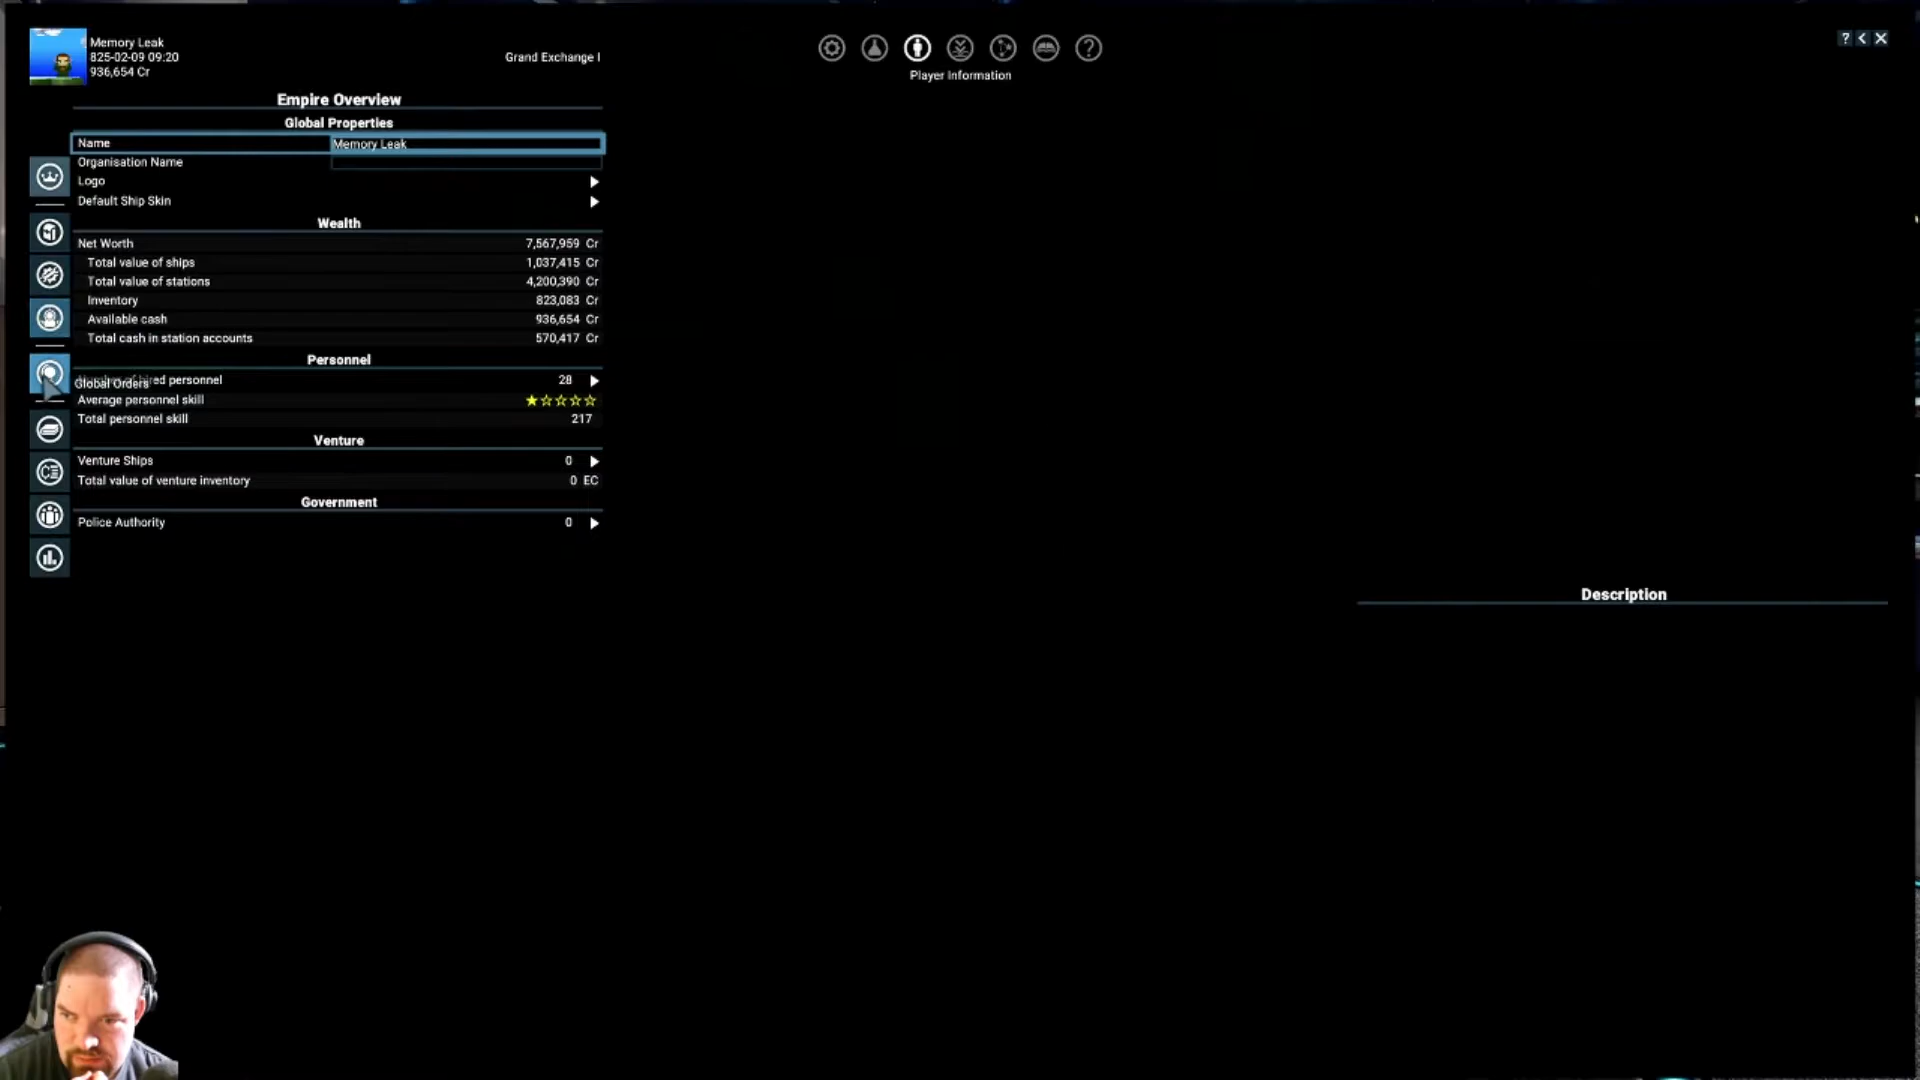 Memory Leak
825-02-09 09:20
936,654 Cr
Grand Exchange I
Player Information
? < X
Empire Overview
Global Properties
Name Memory Leak
Organisation Name
Logo
Default Ship Skin
Wealth
Net Worth 7,567,959 Cr
Total value of ships 1,037,415 Cr
Total value of stations 4,200,390 Cr
Inventory 823,083 Cr
Available cash 936,654 Cr
Total cash in station accounts 570,417 Cr
Personnel
Global Orders
personnel 28
Average personnel skill
Total personnel skill 217
Venture
Venture Ships 0
Total value of venture inventory 0 EC
Government
Police Authority 0
Description